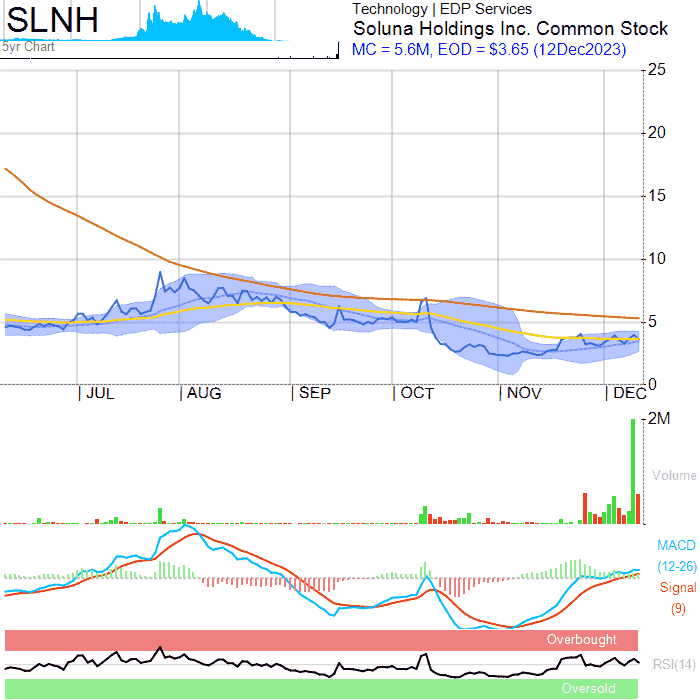 SLNH
5yr Chart
Technology | EDP Services
Soluna Holdings Inc. Common Stock
MC = 5.6M, EOD = $3.65 (12Dec2023)
25
20
15
10
5
0
| JUL | AUG | SEP | OCT | NOV | DEC
2M
Volume
MACD
(12-26)
Signal
(9)
Overbought
RSI(14)
Oversold